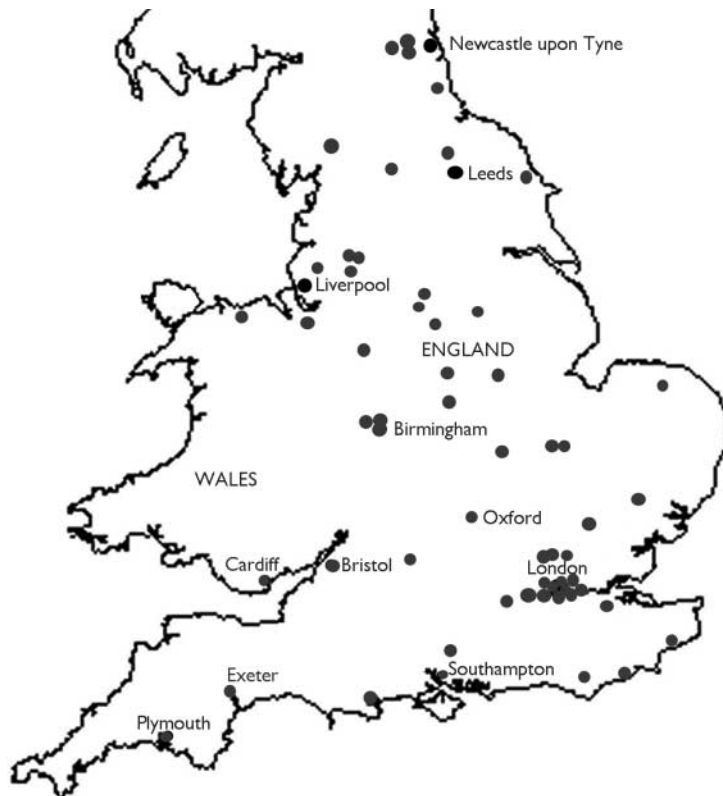 Newcastle upon Tyne
Leeds
Liverpool
ENGLAND
Birmingham
WALES
Oxford
Cardiff
Bristol
London
Southampton
Exeter
Plymouth